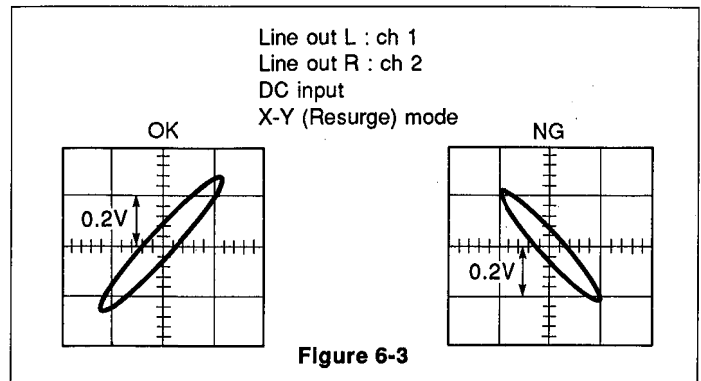 Line out L : ch 1
Line out R : ch 2
DC input
X-Y (Resurge) mode
OK
NG
0.2V
0.2V
Figure 6-3